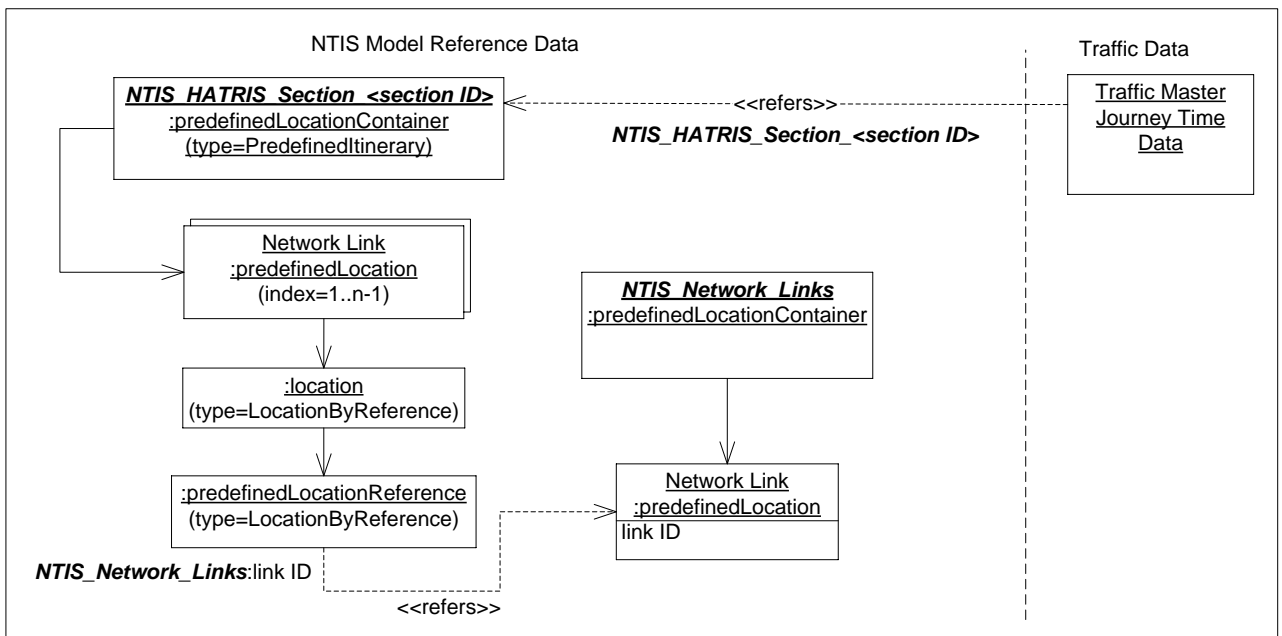 NTIS Model Reference Data
Traffic Data
NTIS_HATRIS_Section_<section ID>
:predefinedLocationContainer
(type=PredefinedItinerary)
<<refers>>
NTIS_HATRIS_Section_<section ID>
Traffic Master
Journey Time
Data
Network Link
:predefinedLocation
(index=1..n-1)
NTIS_Network_Links
:predefinedLocationContainer
:location
(type=LocationByReference)
:predefinedLocationReference
(type=LocationByReference)
Network Link
:predefinedLocation
link ID
NTIS_Network_Links:link ID
<<refers>>